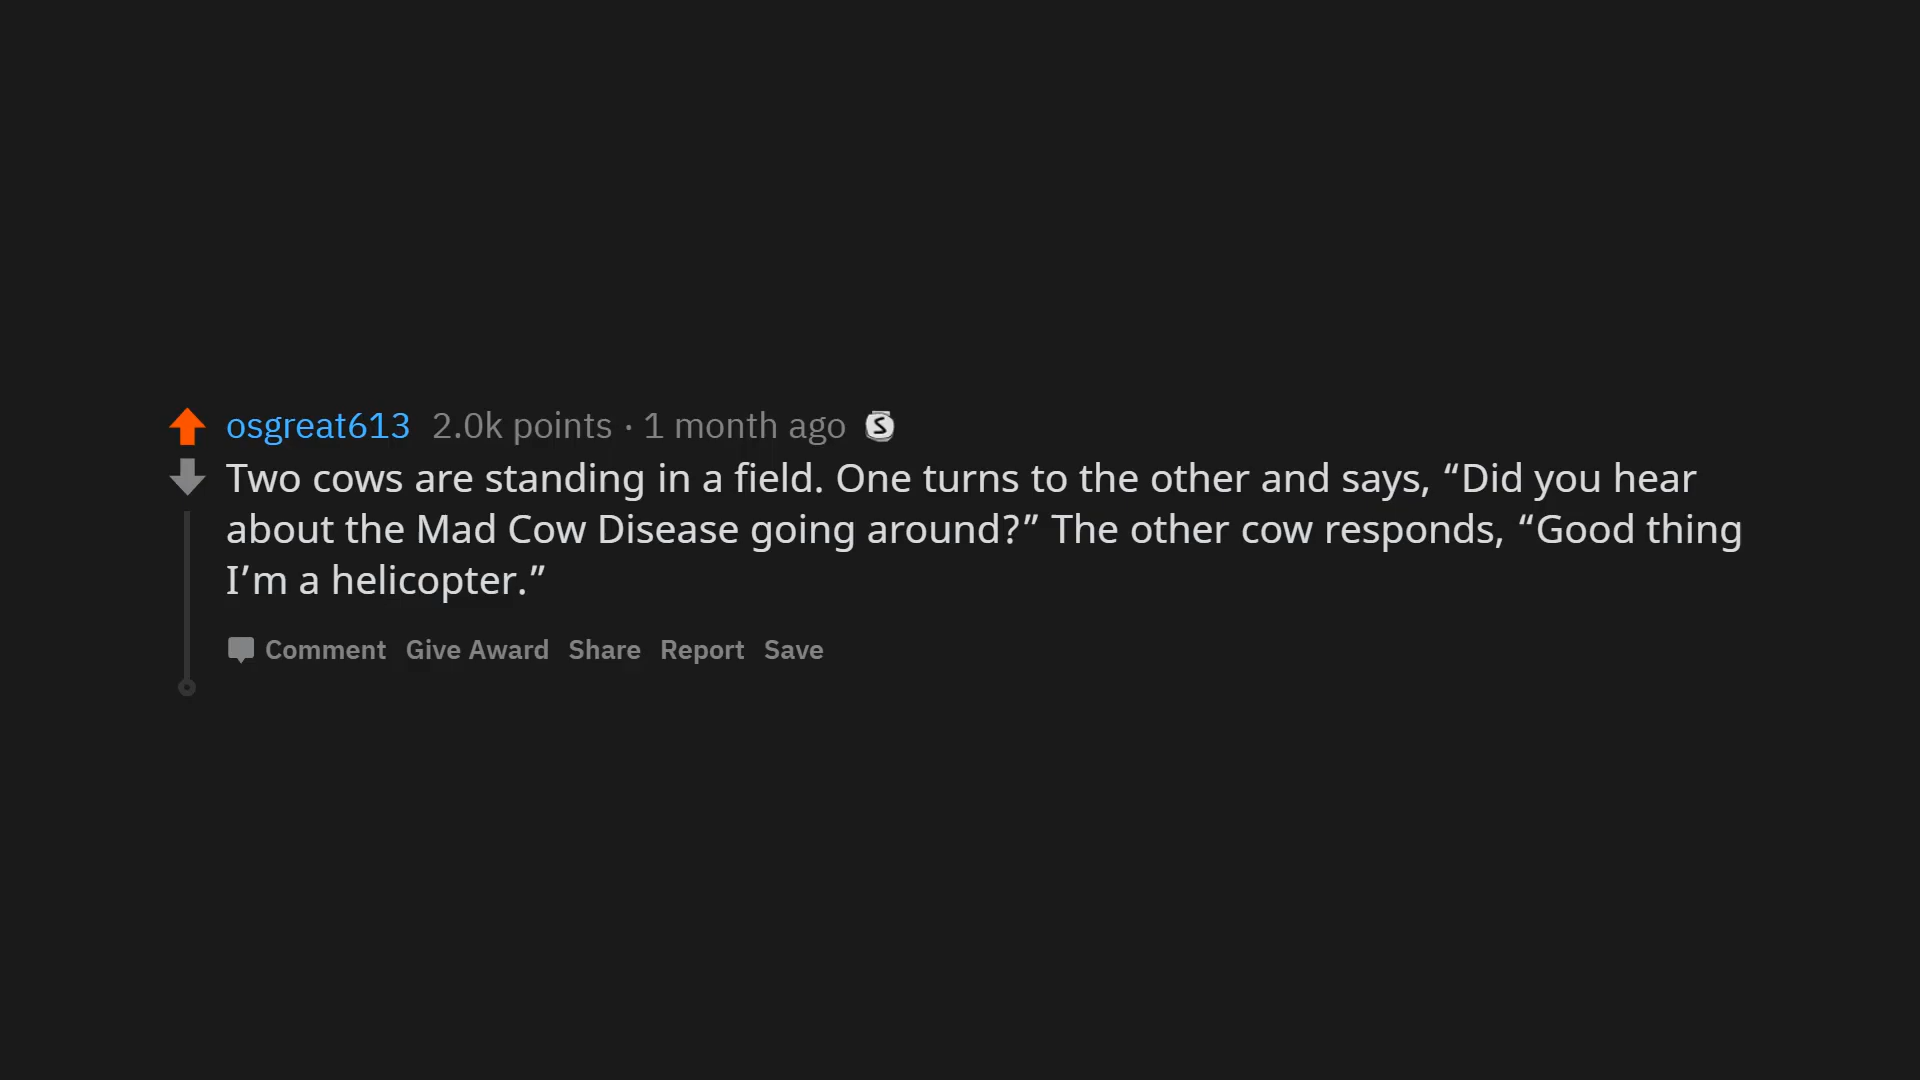 osgreat613 2.0k points · 1 month ago S
Two cows are standing in a field. One turns to the other and says, “Did you hear
about the Mad Cow Disease going around?” The other cow responds, “Good thing
I’m a helicopter.”
Comment Give Award Share Report Save